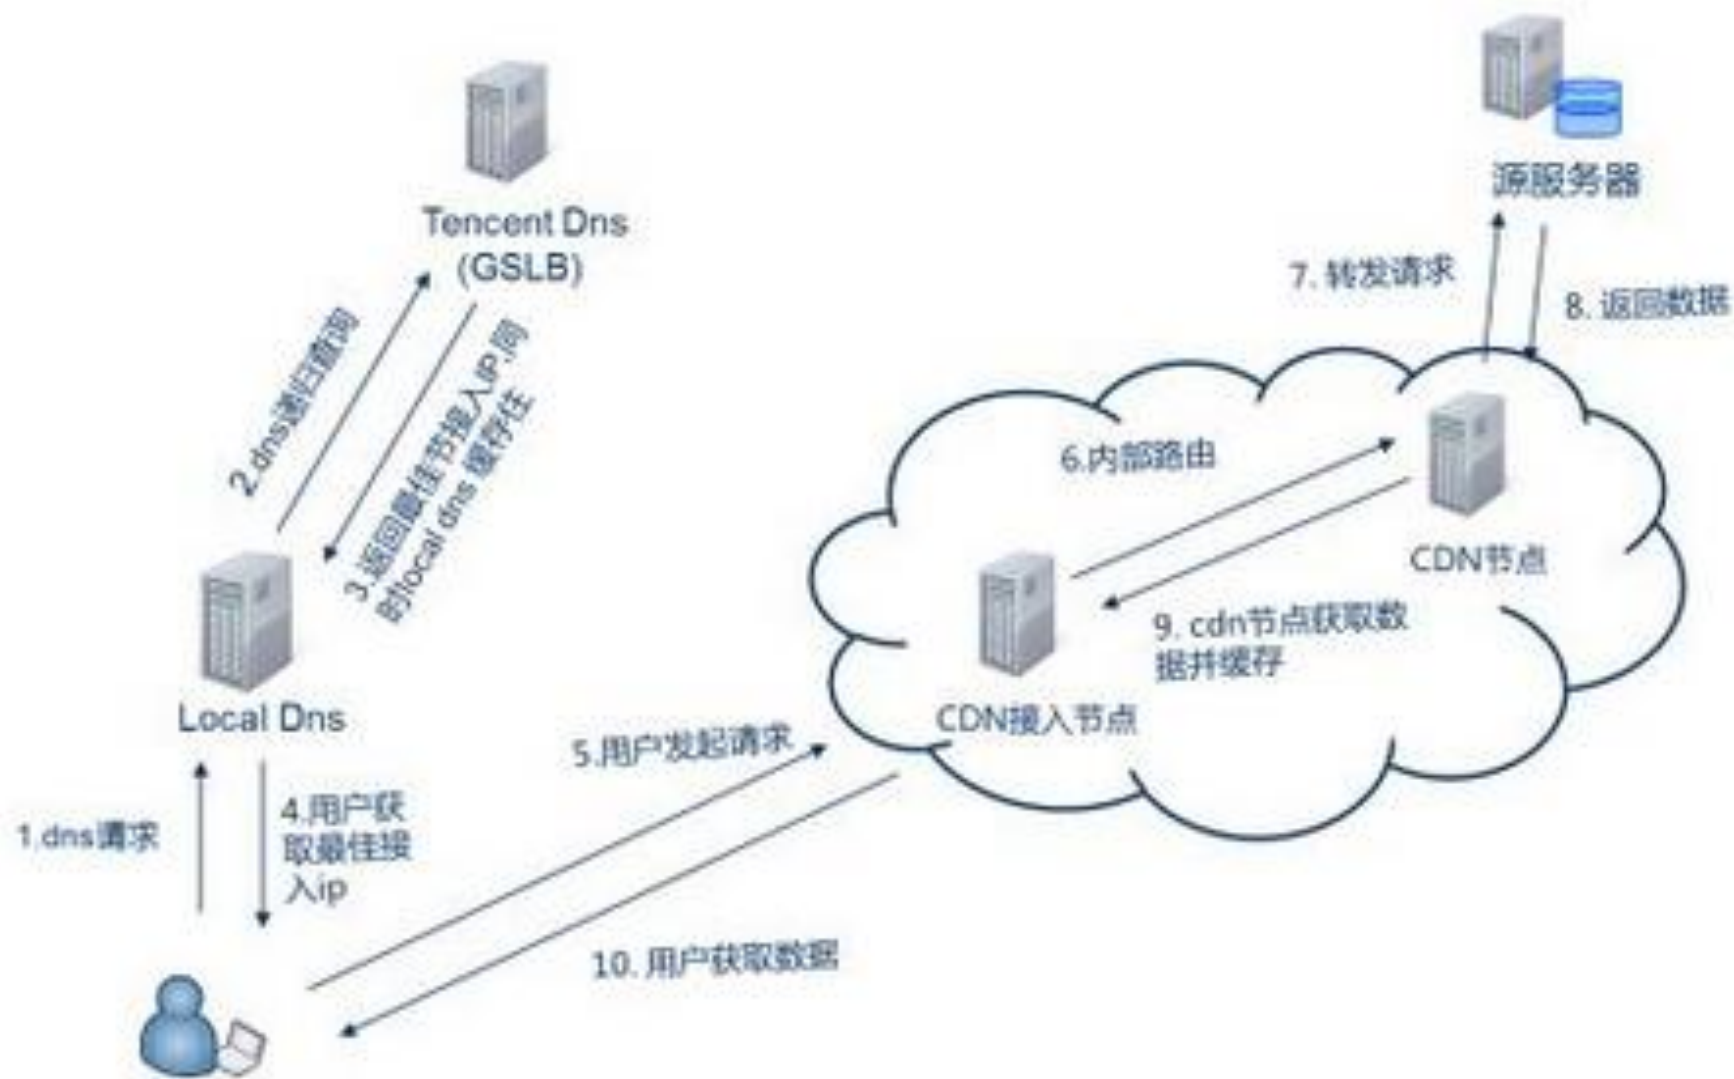 Tencent Dns
(GSLB)
源服务器
7. 转发请求
8. 返回数据
2.dns递归查询
3.返回最佳节接入IP,同
时local dns 缓存住
6.内部路由
CDN节点
9. cdn节点获取数
据并缓存
Local Dns
CDN接入节点
5.用户发起请求
1.dns请求
4.用户获
取最佳接
入ip
10. 用户获取数据